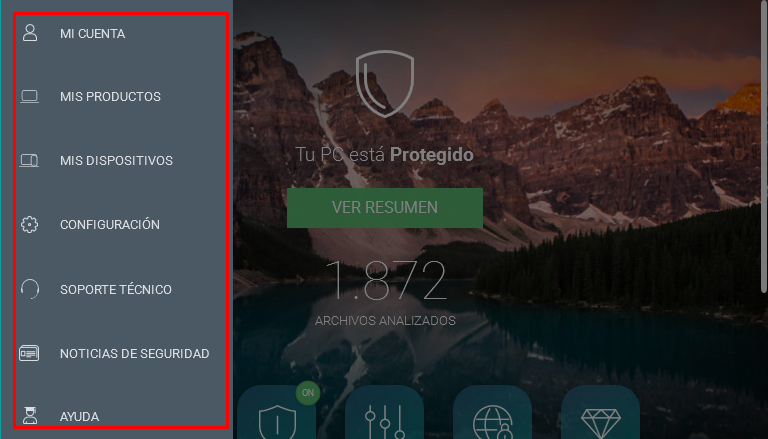 MI CUENTA
MIS PRODUCTOS
MIS DISPOSITIVOS
CONFIGURACIÓN
SOPORTE TÉCNICO
NOTICIAS DE SEGURIDAD
AYUDA
Tu PC está Protegido
VER RESUMEN
1.872
ARCHIVOS ANALIZADOS
ON